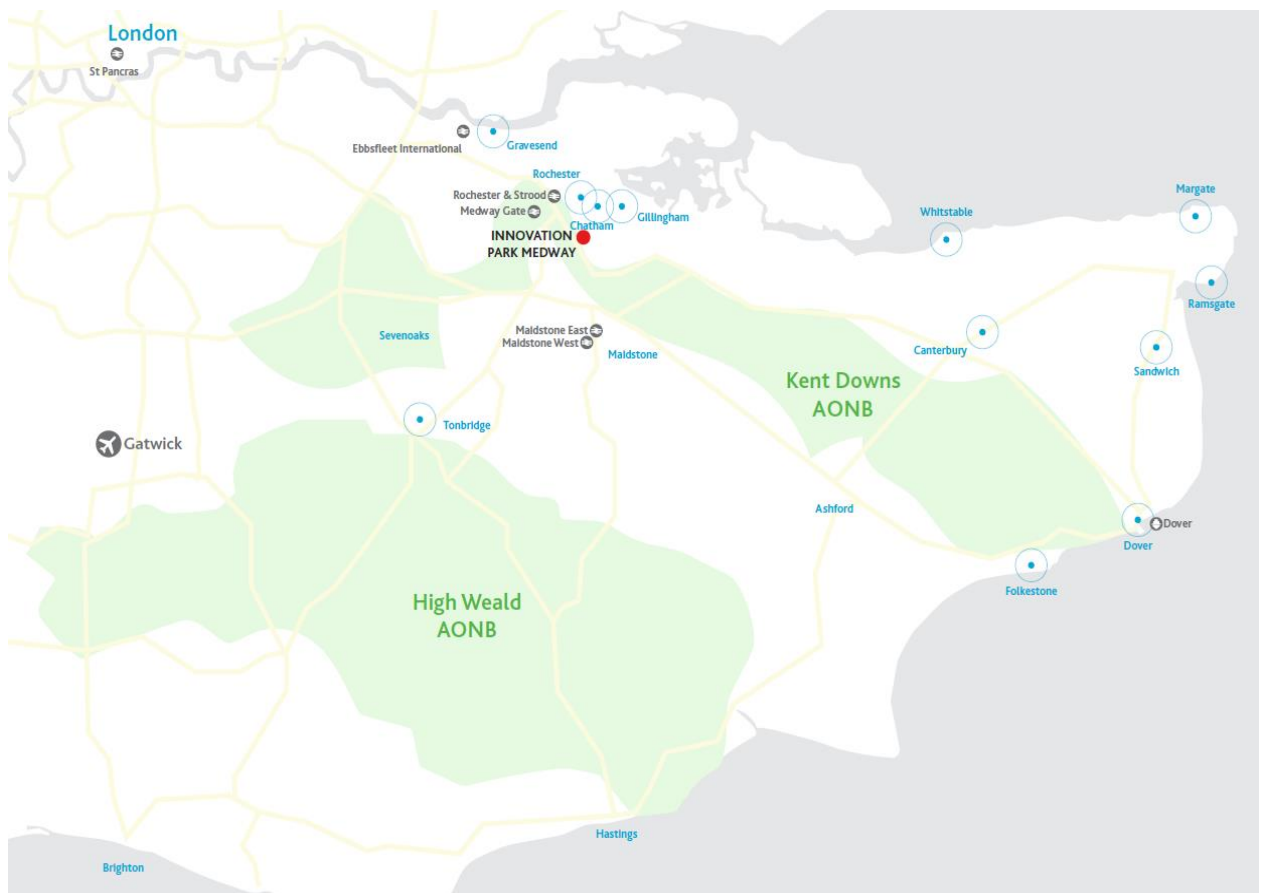 London
St Pancras
Ebbsfleet International
Gravesend
Rochester
Rochester & Strood
Medway Gate
Chatham
Gillingham
INNOVATION
PARK MEDWAY
Margate
Whitstable
Ramsgate
Sevenoaks
Maidstone East
Maidstone West
Maidstone
Canterbury
Sandwich
Kent Downs
AONB
Tonbridge
Gatwick
Ashford
Dover
Dover
Folkestone
High Weald
AONB
Hastings
Brighton